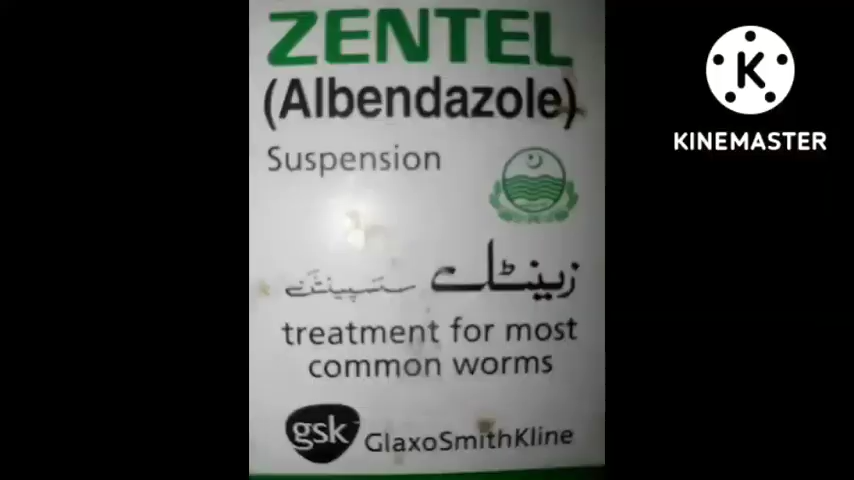 ZENTEL
(Albendazole)
Suspension
زینٹل سسپینشن
treatment for most
common worms
gsk GlaxoSmithKline
KINEMASTER